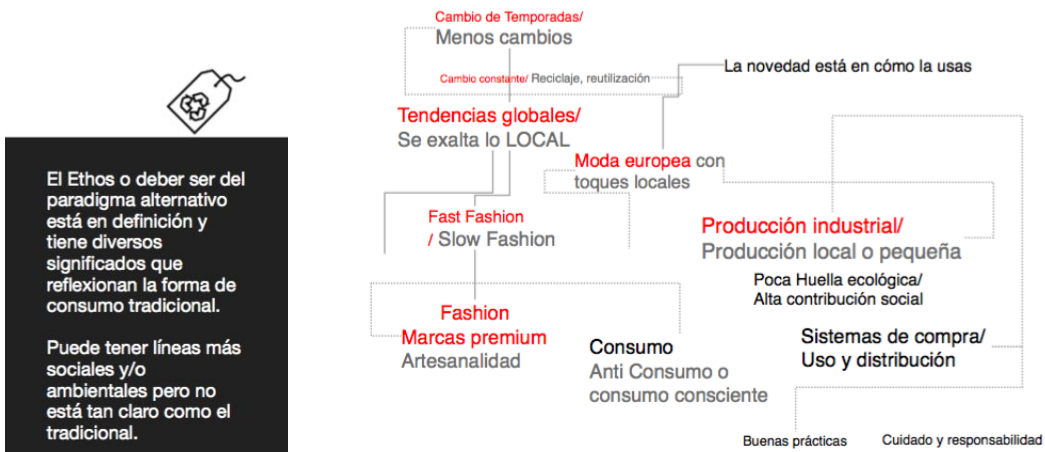 El Ethos o deber ser del
paradigma alternativo
está en definición y
tiene diversos
significados que
reflexionan la forma de
consumo tradicional.
Puede tener líneas más
sociales y/o
ambientales pero no
está tan claro como el
tradicional.
Cambio de Temporadas/
Menos cambios
Cambio constante/ Reciclaje, reutilización
La novedad está en cómo la usas
Tendencias globales/
Se exalta lo LOCAL
Moda europea con
toques locales
Fast Fashion
/ Slow Fashion
Producción industrial/
Producción local o pequeña
Poca Huella ecológica/
Alta contribución social
Fashion
Marcas premium
Artesanalidad
Consumo
Anti Consumo o
consumo consciente
Sistemas de compra/
Uso y distribución
Buenas prácticas
Cuidado y responsabilidad